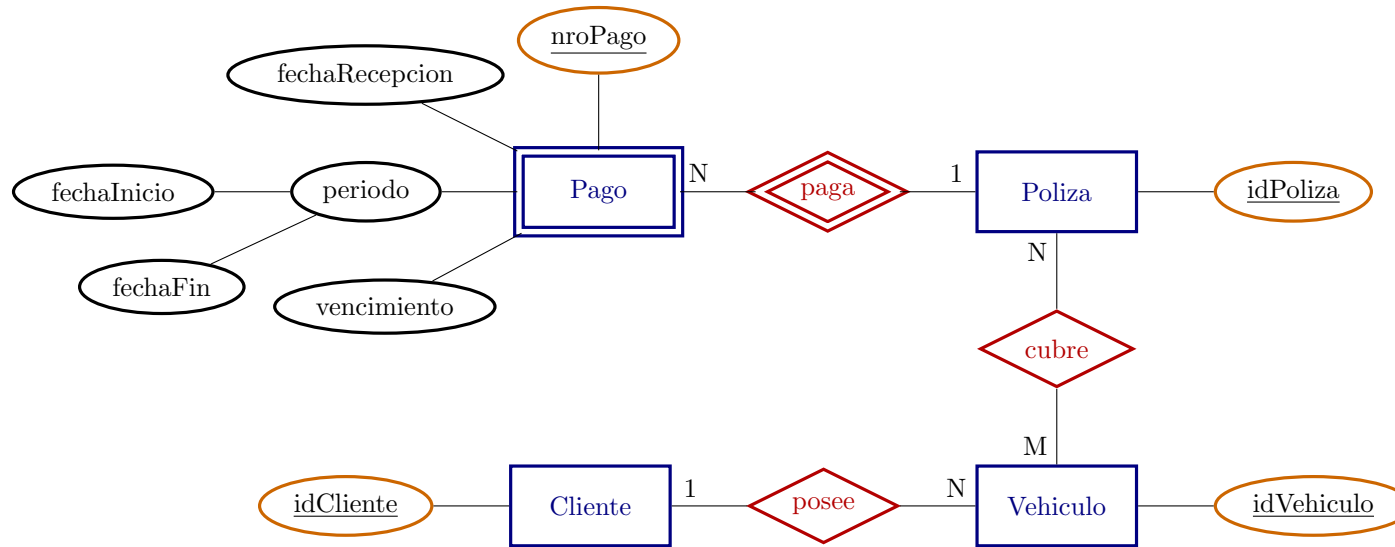 nroPago
fechaRecepcion
fechaInicio
periodo
Pago
N
paga
1
Poliza
idPoliza
fechaFin
vencimiento
N
cubre
M
idCliente
Cliente
1
posee
N
Vehiculo
idVehiculo